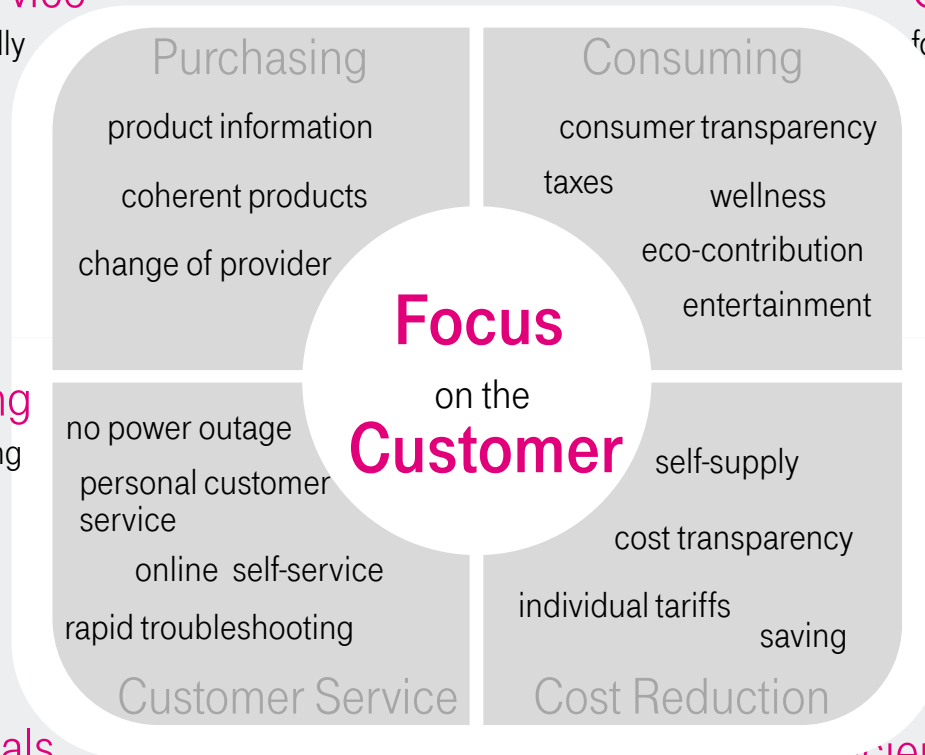 Purchasing
product information
coherent products
change of provider
Consuming
consumer transparency
taxes
wellness
eco-contribution
entertainment
Focus
on the
Customer
no power outage
personal customer
service
online self-service
rapid troubleshooting
Customer Service
self-supply
cost transparency
individual tariffs
saving
Cost Reduction